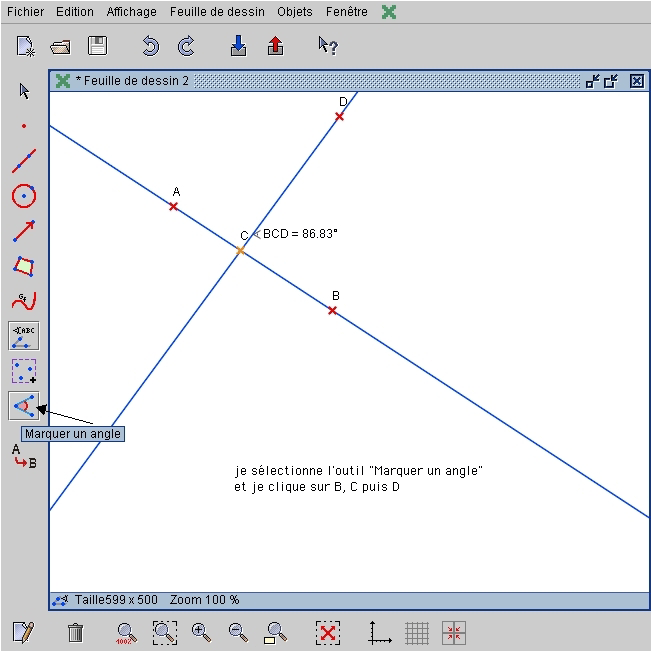 Fichier Edition Affichage Feuille de dessin Objets Fenêtre
* Feuille de dessin 2
D
A
C ∢BCD = 86.83°
B
∢ABC
Marquer un angle
A
B
je sélectionne l'outil "Marquer un angle"
et je clique sur B, C puis D
Taille599 x 500 Zoom 100 %
100%